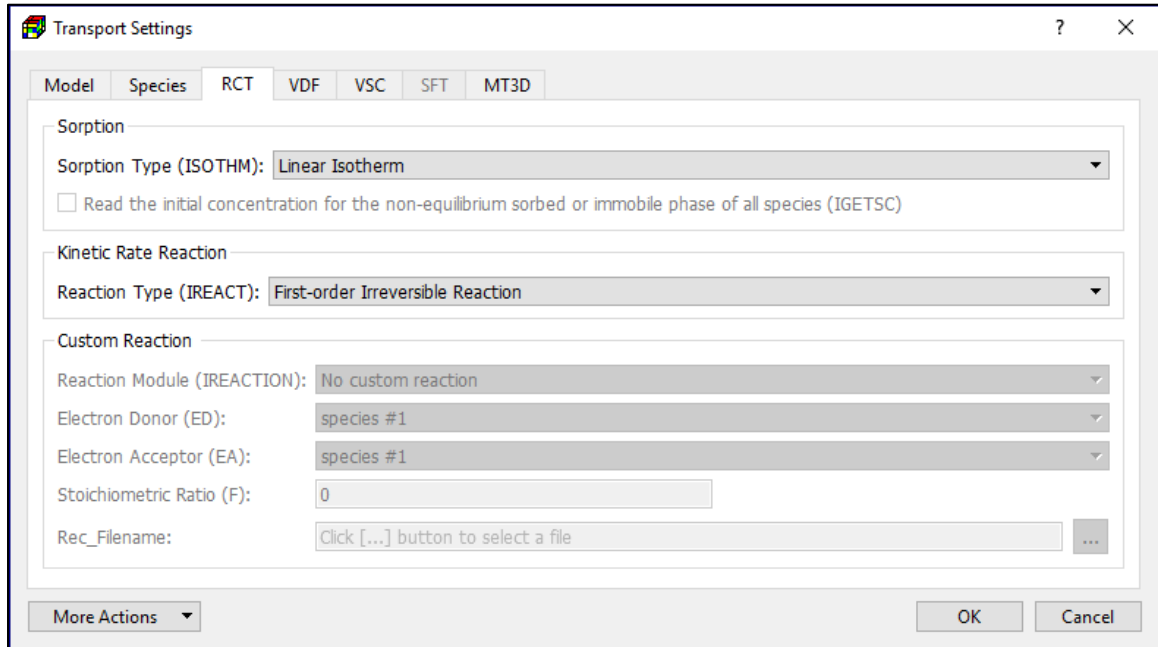 Transport Settings ?
Model Species RCT VDF VSC SFT MT3D
Sorption
Sorption Type (ISOTHM): Linear Isotherm
Read the initial concentration for the non-equilibrium sorbed or immobile phase of all species (IGETSC)
Kinetic Rate Reaction
Reaction Type (IREACT): First-order Irreversible Reaction
Custom Reaction
Reaction Module (IREACTION): No custom reaction
Electron Donor (ED): species #1
Electron Acceptor (EA): species #1
Stoichiometric Ratio (F): 0
Rec_Filename: Click [...] button to select a file ...
More Actions OK Cancel